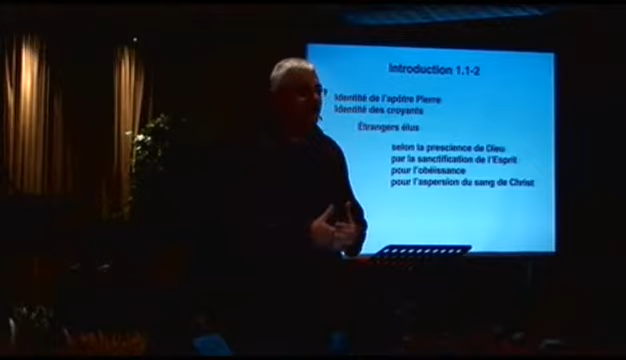 Introduction 1.1-2
Identité de l'apôtre Pierre
Identité des croyants
Étrangers élus
selon la prescience de Dieu
par la sanctification de l'Esprit
pour l'obéissance
pour l'aspersion du sang de Christ